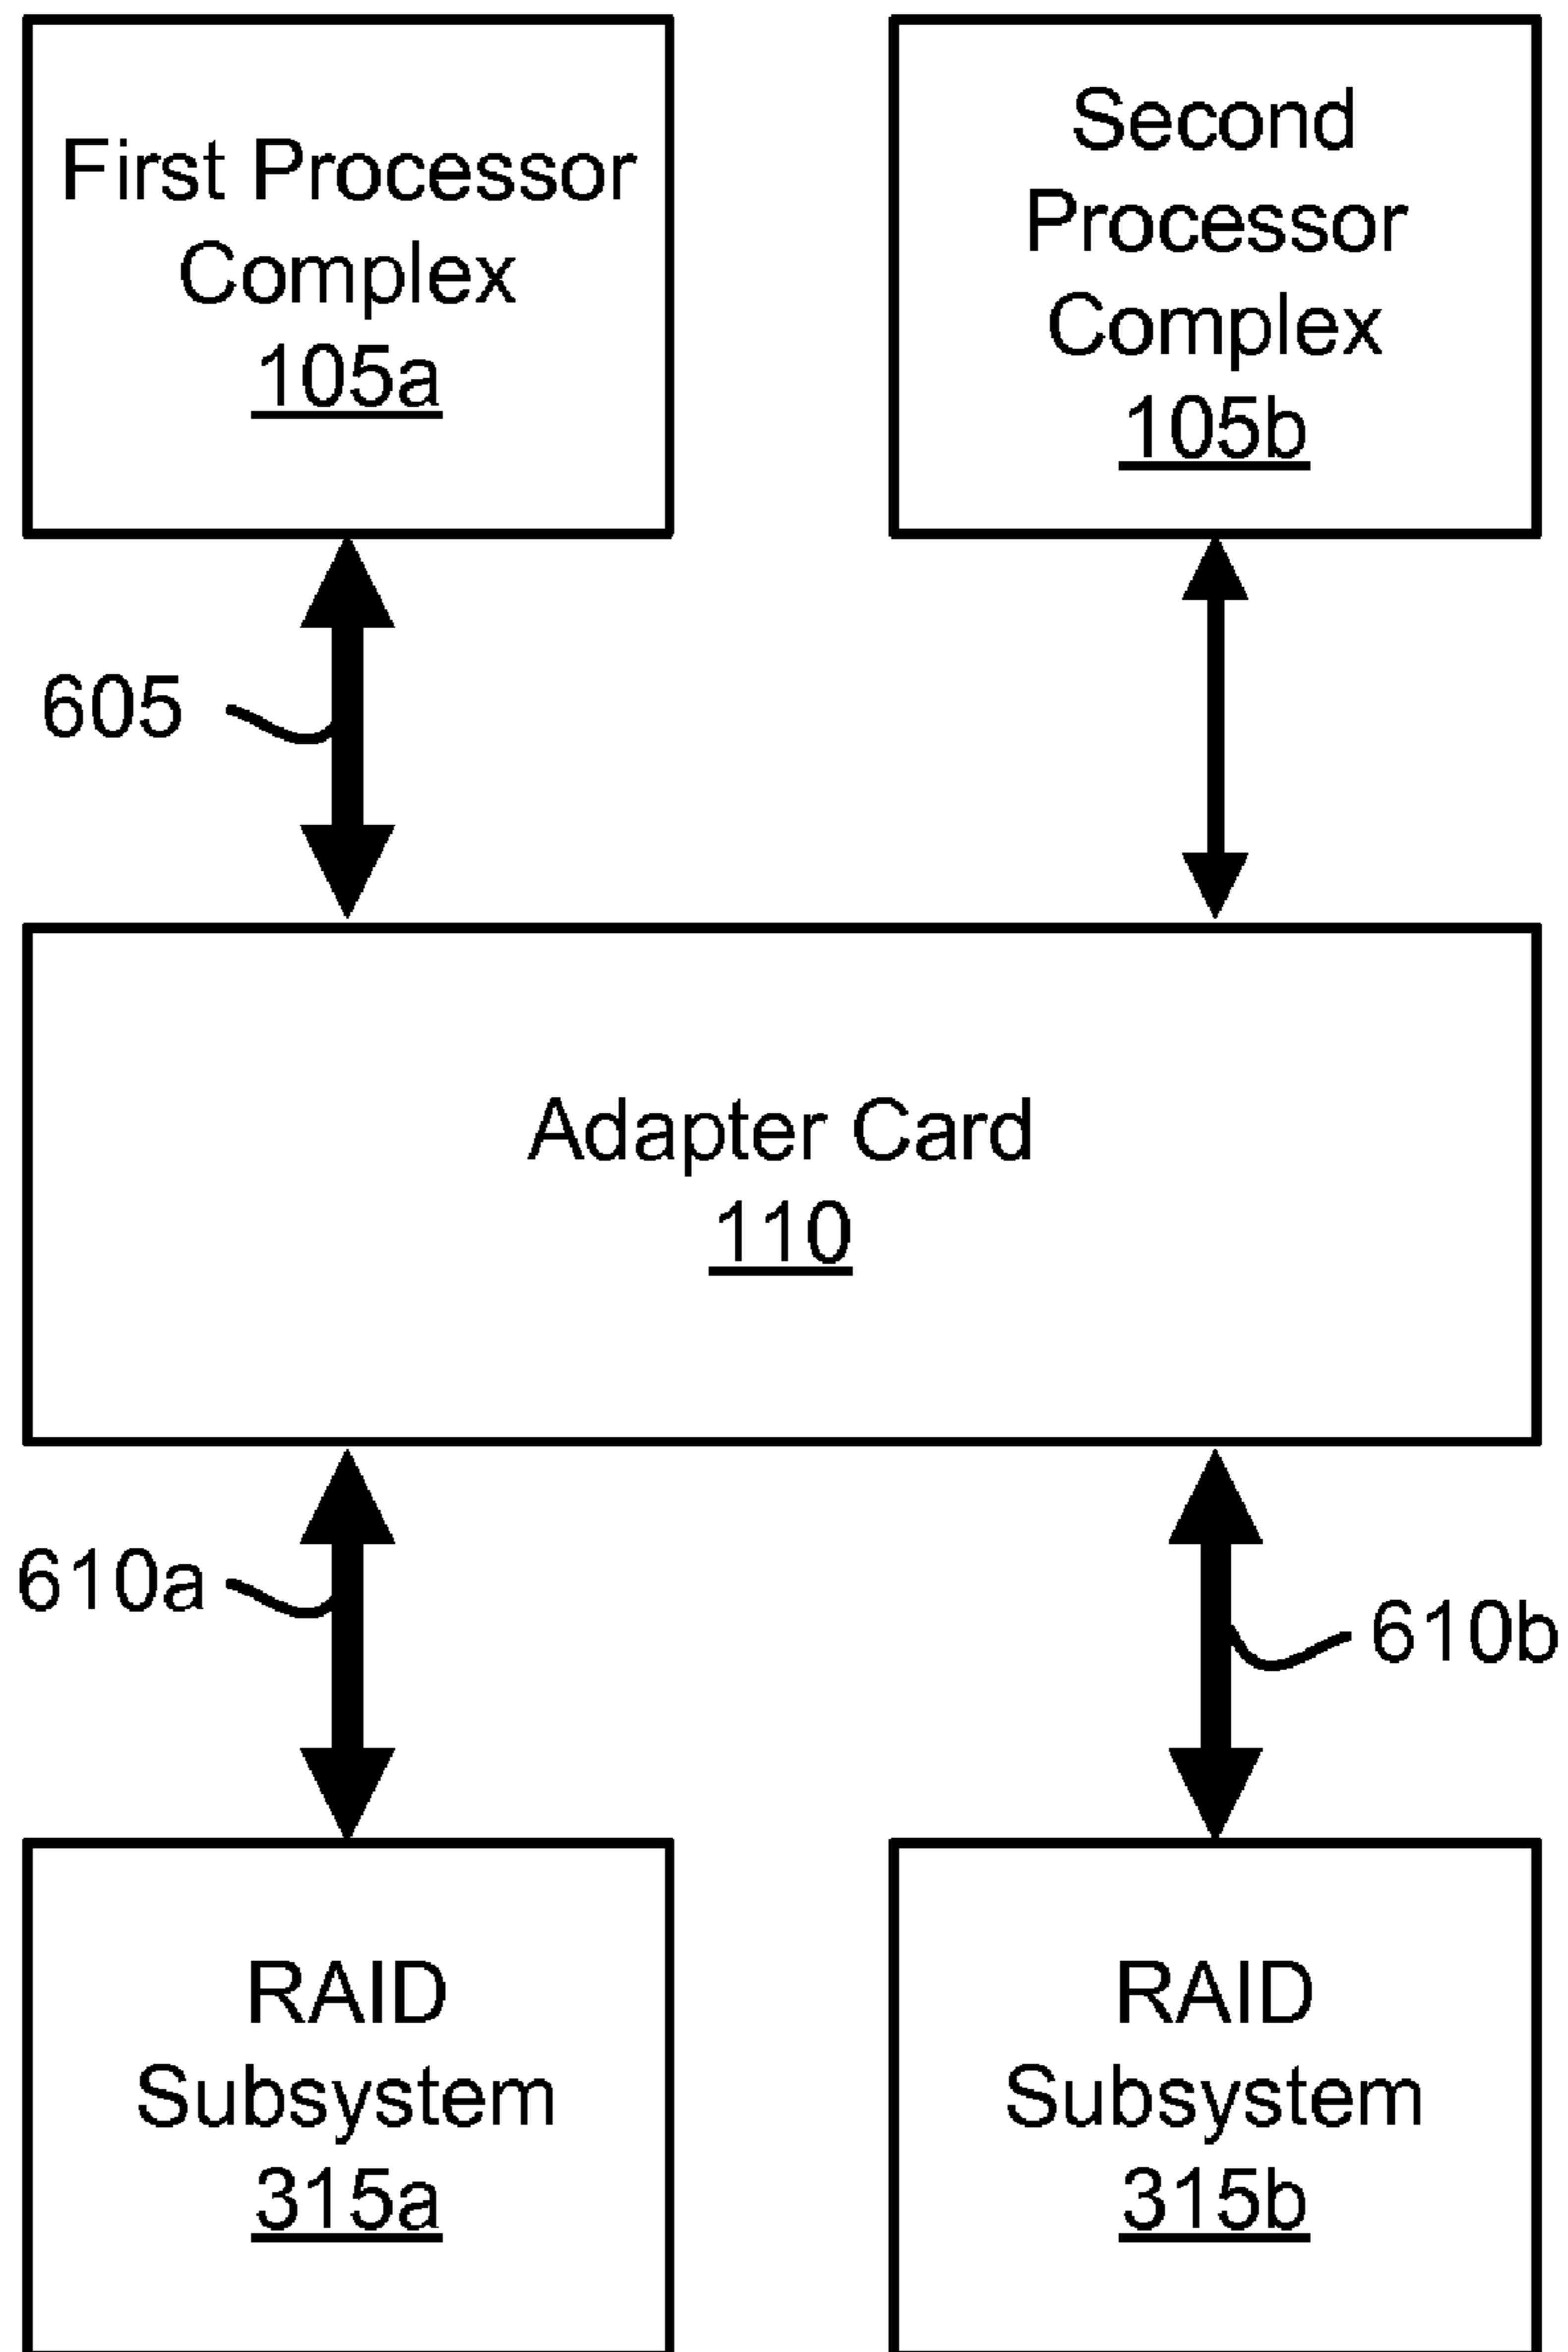 First Processor
Complex
105a
Second
Processor
Complex
105b
605
Adapter Card
110
610a
610b
RAID
Subsystem
315a
RAID
Subsystem
315b